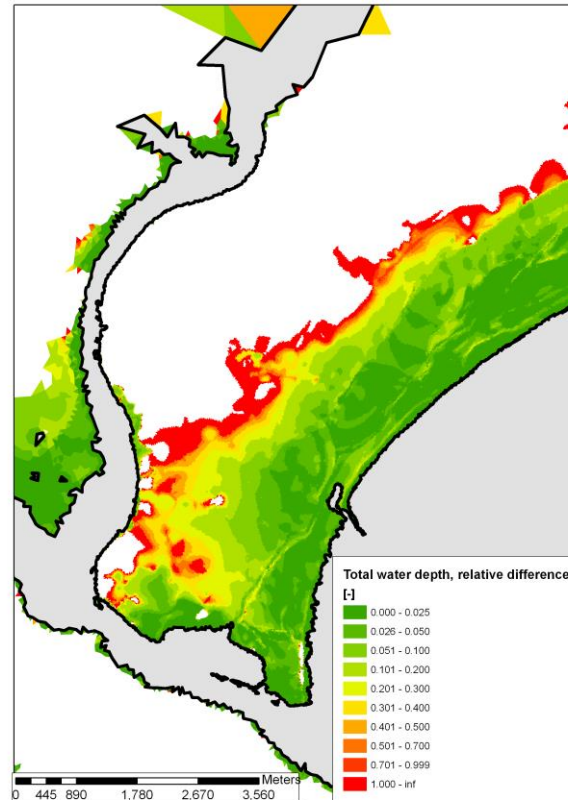 Total water depth, relative difference
[-]
0.000 - 0.025
0.026 - 0.050
0.051 - 0.100
0.101 - 0.200
0.201 - 0.300
0.301 - 0.400
0.401 - 0.500
0.501 - 0.700
0.701 - 0.999
1.000 - inf
Meters
0 445 890 1,780 2,670 3,560